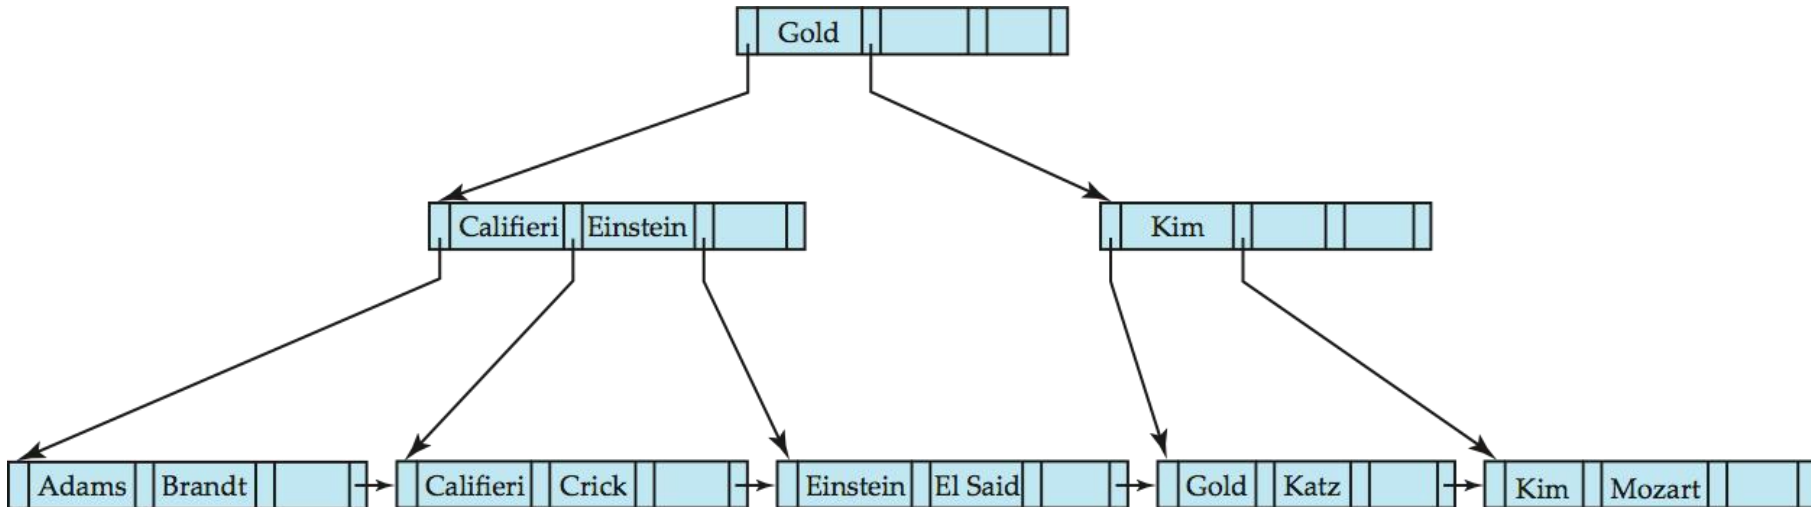 Gold
Califieri Einstein
Kim
Adams Brandt
Califieri Crick
Einstein El Said
Gold Katz
Kim Mozart